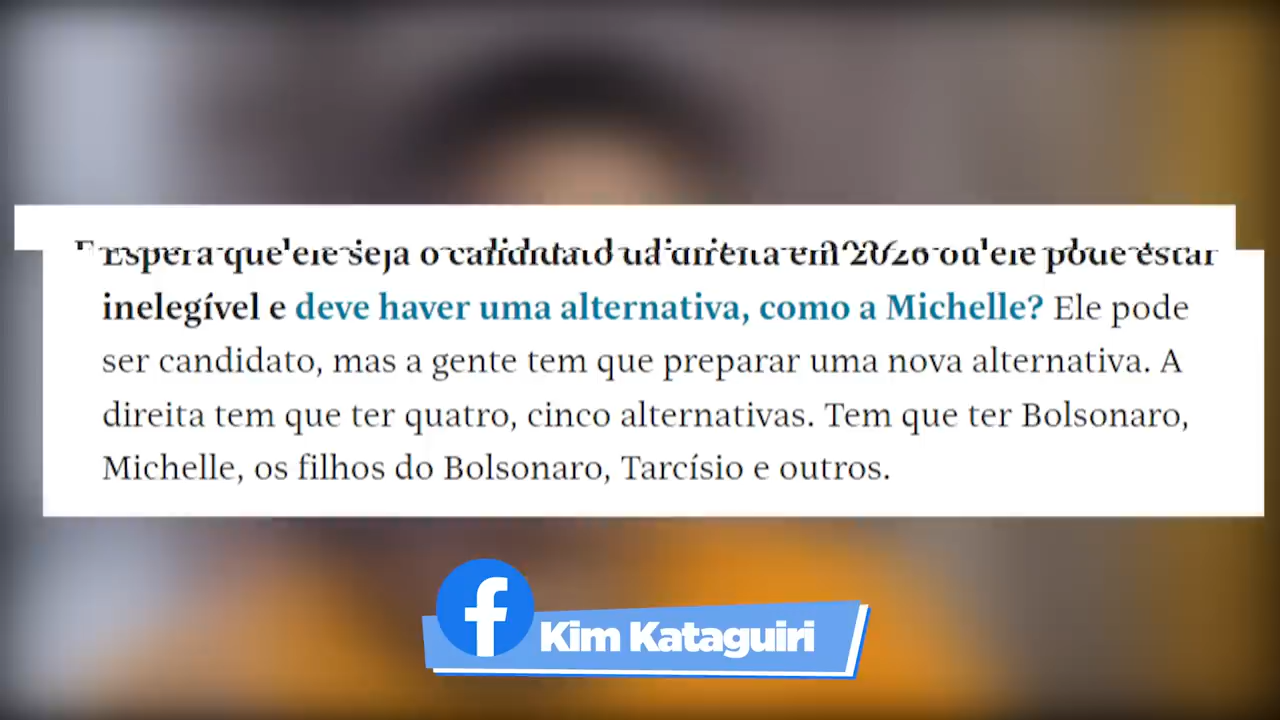 Espera que ele seja o candidato da direita em 2026 ou ele pode estar
inelegível e deve haver uma alternativa, como a Michelle? Ele pode
ser candidato, mas a gente tem que preparar uma nova alternativa. A
direita tem que ter quatro, cinco alternativas. Tem que ter Bolsonaro,
Michelle, os filhos do Bolsonaro, Tarcísio e outros.
Kim Kataguiri